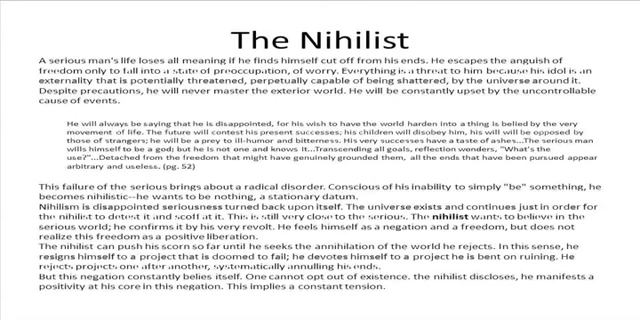 The Nihilist
A serious man's life loses all meaning if he finds himself cut off from his ends. He escapes the anguish of
freedom only to fall into a state of preoccupation, of worry. Everything is a threat to him because his idol is an
externality that is potentially threatened, perpetually capable of being shattered, by the universe around it.
Despite precautions, he will never master the exterior world. He will be constantly upset by the uncontrollable
cause of events.
He will always be saying that he is disappointed, for his wish to have the world harden into a thing is belied by the very
movement of life. The future will contest his present successes; his children will disobey him, his will will be opposed by
those of strangers; he will be a prey to ill-humor and bitterness. His very successes have a taste of ashes...The serious man
wills himself to be a god; but he is not one and knows it...Transcending all goals, reflection wonders, "What's the
use?"...Detached from the freedom that might have genuinely grounded them, all the ends that have been pursued appear
arbitrary and useless. (pg. 52)
This failure of the serious brings about a radical disorder. Conscious of his inability to simply "be" something, he
becomes nihilistic--he wants to be nothing, a stationary datum.
Nihilism is disappointed seriousness turned back upon itself. The universe exists and continues just in order for
the nihilist to detest it and scoff at it. This is still very close to the serious. The nihilist wants to believe in the
serious world; he confirms it by his very revolt. He feels himself as a negation and a freedom, but does not
realize this freedom as a positive liberation.
The nihilist can push his scorn so far until he seeks the annihilation of the world he rejects. In this sense, he
resigns himself to a project that is doomed to fail; he devotes himself to a project he is bent on ruining. He
rejects projects one after another, systematically annulling his ends.
But this negation constantly belies itself. One cannot opt out of existence. the nihilist discloses, he manifests a
positivity at his core in this negation. This implies a constant tension.